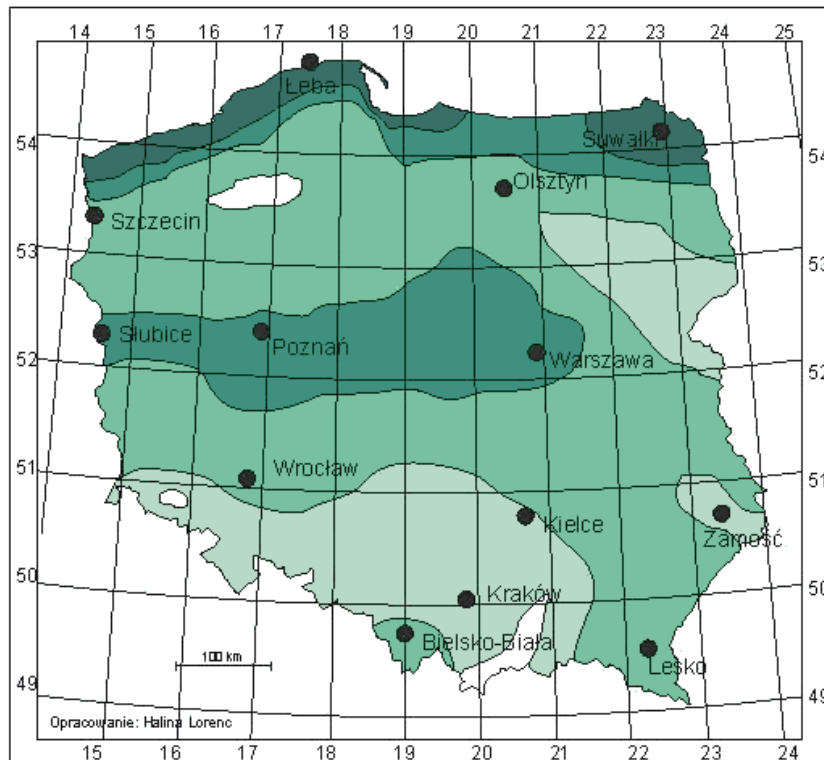 14 15 16 17 18 19 20 21 22 23 24 25
Łeba
54 Suwałki 54
Olsztyn
Szczecin
53 53
Słubice Poznań Warszawa
52 52
Wrocław
51 51
Kielce Zamość
50 Kraków 50
Bielsko-Biała Lesko
100 km
49 49
Opracowanie: Halina Lorenc
15 16 17 18 19 20 21 22 23 24